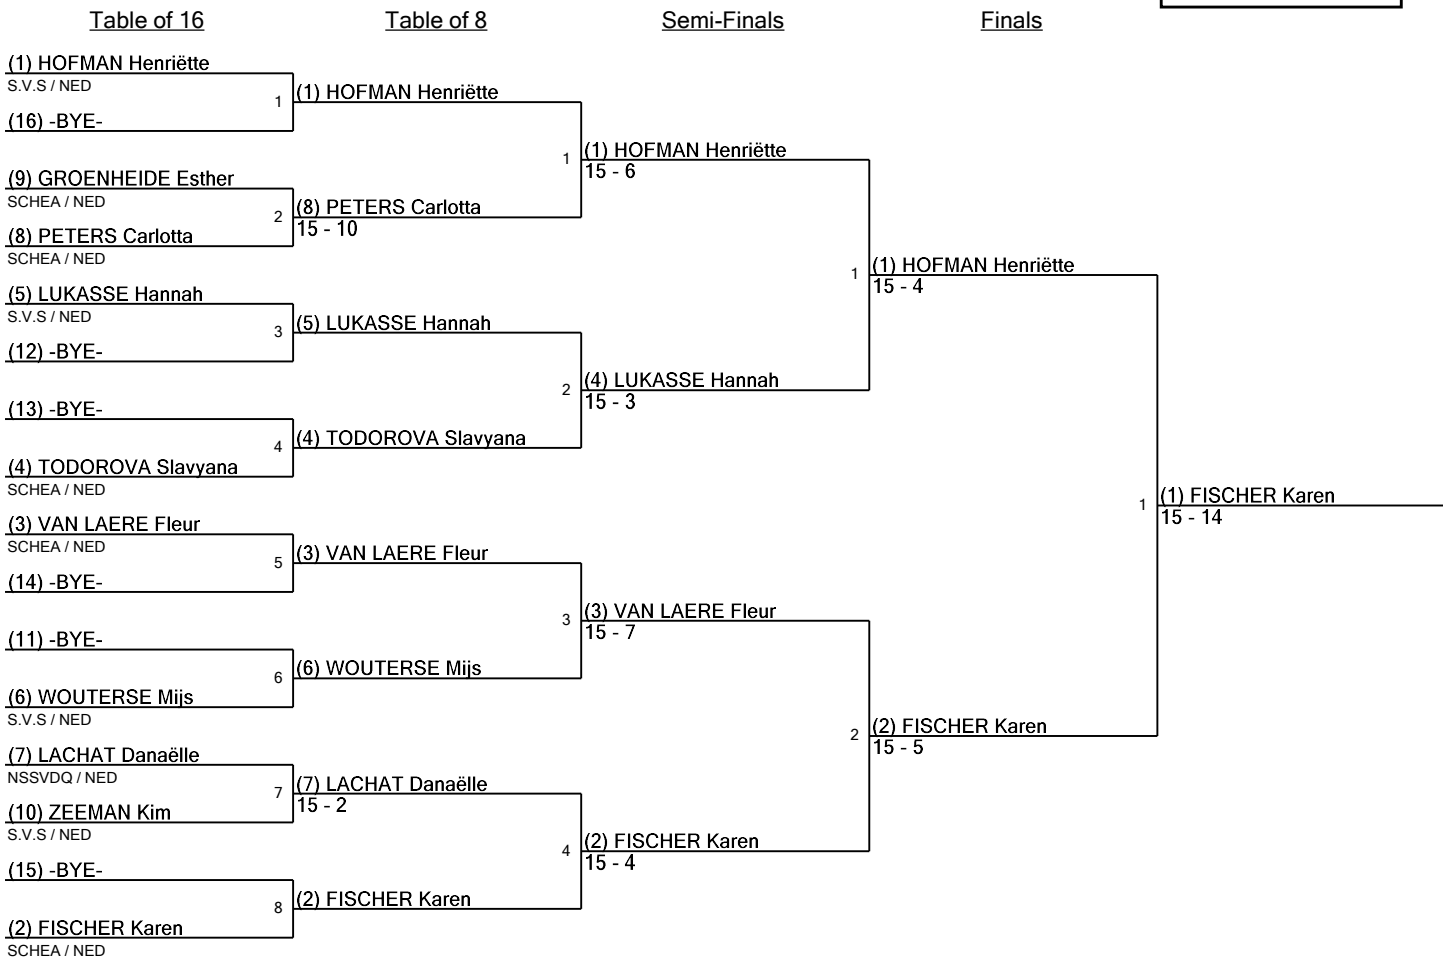 Table of 16
Table of 8
Semi-Finals
Finals
(1) HOFMAN Henriëtte
S.V.S / NED
1
(16) -BYE-
(9) GROENHEIDE Esther
SCHEA / NED
2
(8) PETERS Carlotta
SCHEA / NED
(5) LUKASSE Hannah
S.V.S / NED
3
(12) -BYE-
(13) -BYE-
4
(4) TODOROVA Slavyana
SCHEA / NED
(3) VAN LAERE Fleur
SCHEA / NED
5
(14) -BYE-
(11) -BYE-
6
(6) WOUTERSE Mijs
S.V.S / NED
(7) LACHAT Danaëlle
NSSVDQ / NED
7
(10) ZEEMAN Kim
S.V.S / NED
(15) -BYE-
8
(2) FISCHER Karen
SCHEA / NED
(1) HOFMAN Henriëtte
1
(8) PETERS Carlotta
15 - 10
(5) LUKASSE Hannah
2
(4) TODOROVA Slavyana
(3) VAN LAERE Fleur
3
(6) WOUTERSE Mijs
(7) LACHAT Danaëlle
15 - 2
4
(2) FISCHER Karen
(1) HOFMAN Henriëtte
15 - 6
1
(4) LUKASSE Hannah
15 - 3
(3) VAN LAERE Fleur
15 - 7
2
(2) FISCHER Karen
15 - 4
(1) HOFMAN Henriëtte
15 - 4
1
(2) FISCHER Karen
15 - 5
(1) FISCHER Karen
15 - 14